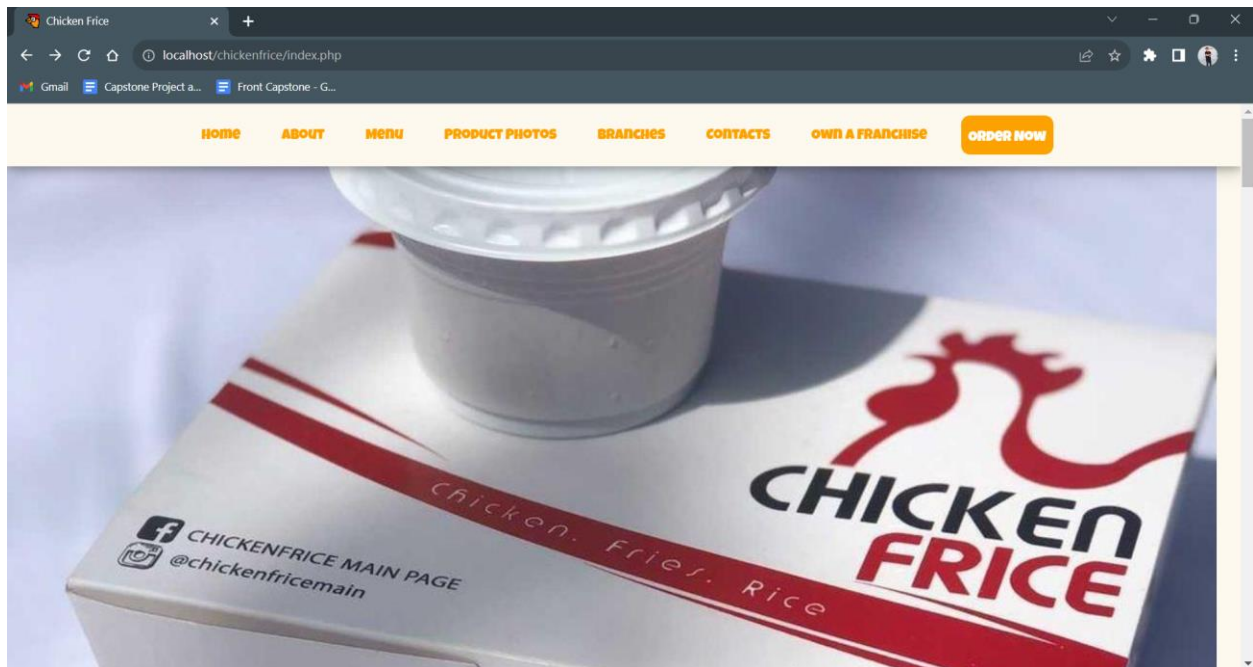 Chicken Frice
localhost/chickenfrice/index.php
Gmail
Capstone Project a...
Front Capstone - G...
HOME
ABOUT
MENU
PRODUCT PHOTOS
BRANCHES
CONTACTS
OWN A FRANCHISE
ORDER NOW
CHICKEN
FRICE
chicken. Fries. Rice
CHICKENFRICE MAIN PAGE
@chickenfricemain